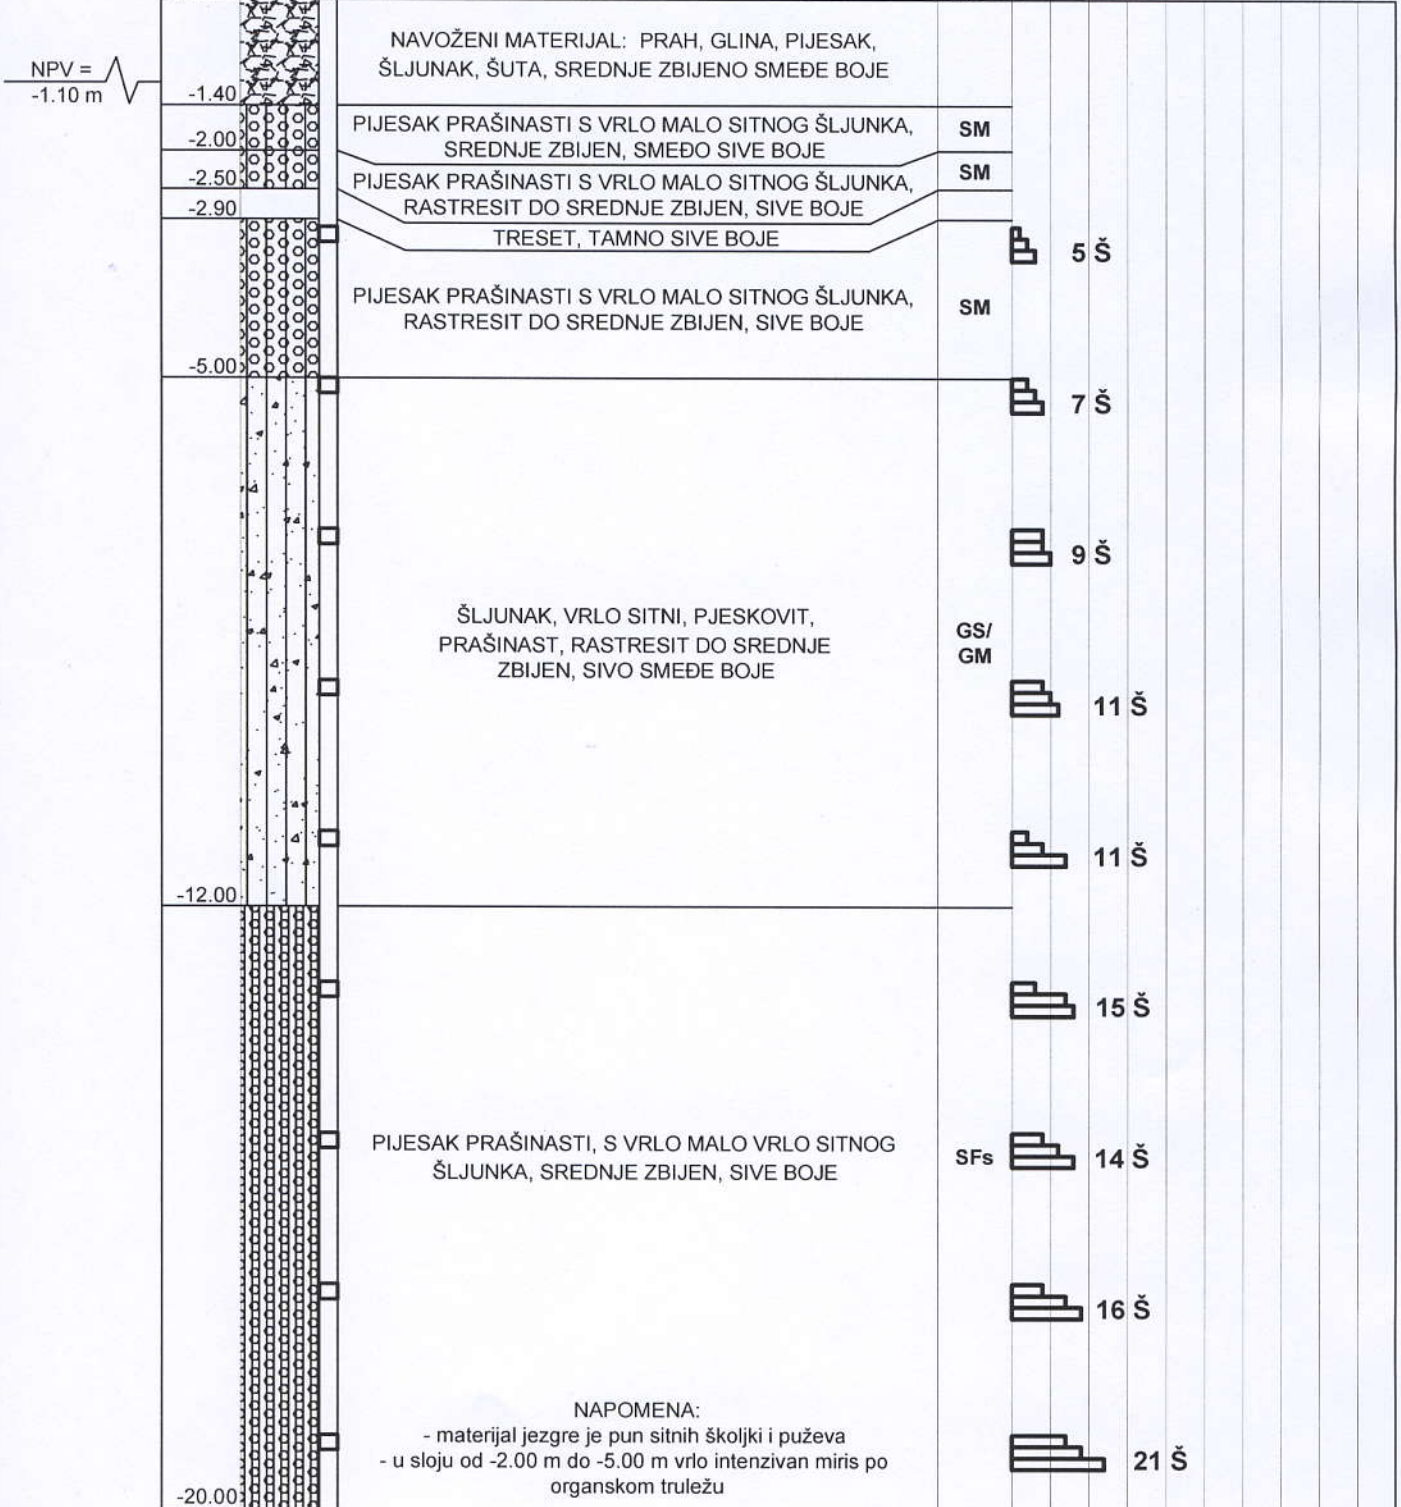 NAVOŽENI MATERIJAL: PRAH, GLINA, PIJESAK,
ŠLJUNAK, ŠUTA, SREDNJE ZBIJENO SMEĐE BOJE
NPV =
-1.10 m
-1.40
PIJESAK PRAŠINASTI S VRLO MALO SITNOG ŠLJUNKA,
SREDNJE ZBIJEN, SMEĐO SIVE BOJE
SM
-2.00
PIJESAK PRAŠINASTI S VRLO MALO SITNOG ŠLJUNKA,
RASTRESIT DO SREDNJE ZBIJEN, SIVE BOJE
SM
-2.50
TRESET, TAMNO SIVE BOJE
-2.90
5 Š
PIJESAK PRAŠINASTI S VRLO MALO SITNOG ŠLJUNKA,
RASTRESIT DO SREDNJE ZBIJEN, SIVE BOJE
SM
-5.00
7 Š
9 Š
ŠLJUNAK, VRLO SITNI, PJESKOVIT,
PRAŠINAST, RASTRESIT DO SREDNJE
ZBIJEN, SIVO SMEĐE BOJE
GS/
GM
11 Š
11 Š
-12.00
15 Š
PIJESAK PRAŠINASTI, S VRLO MALO VRLO SITNOG
ŠLJUNKA, SREDNJE ZBIJEN, SIVE BOJE
SFs
14 Š
16 Š
NAPOMENA:
- materijal jezgre je pun sitnih školjki i puževa
- u sloju od -2.00 m do -5.00 m vrlo intenzivan miris po
organskom truležu
21 Š
-20.00